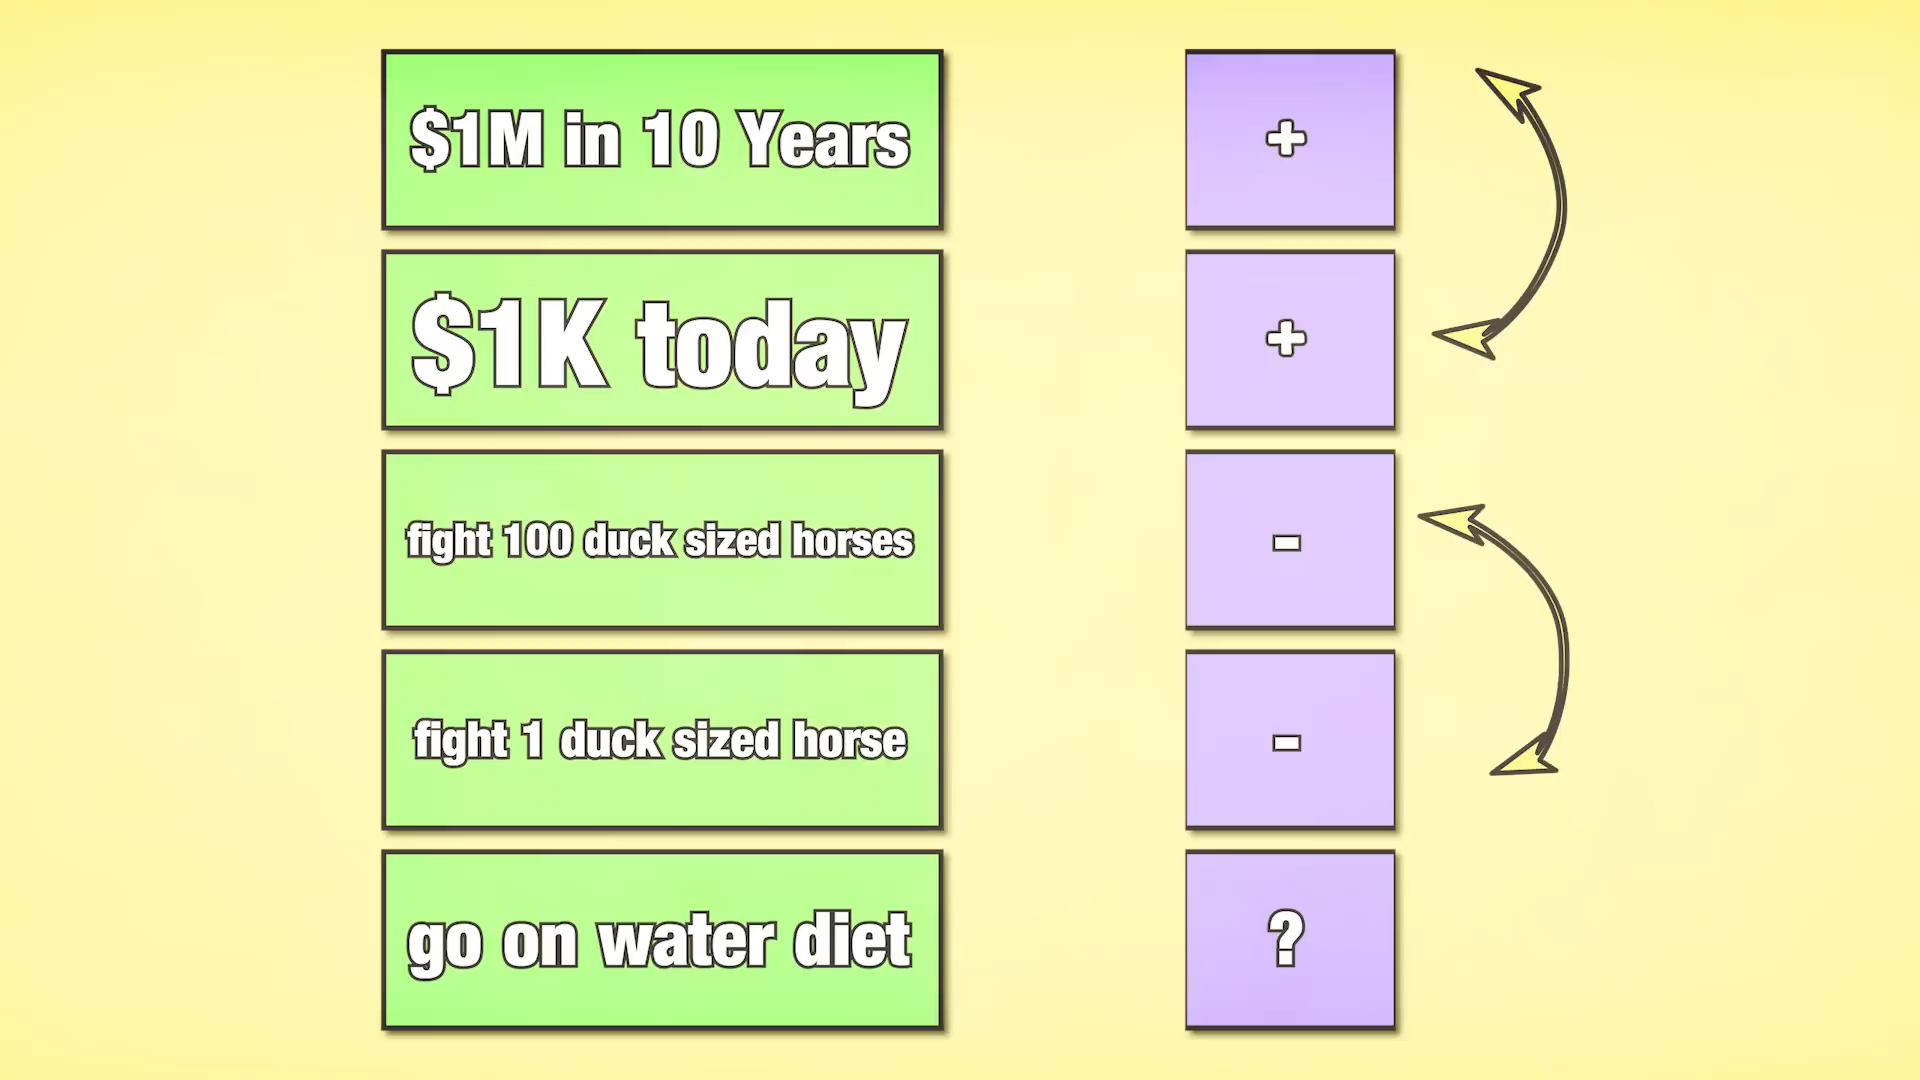 $1M in 10 Years
+
$1K today
+
fight 100 duck sized horses
-
fight 1 duck sized horse
-
go on water diet
?